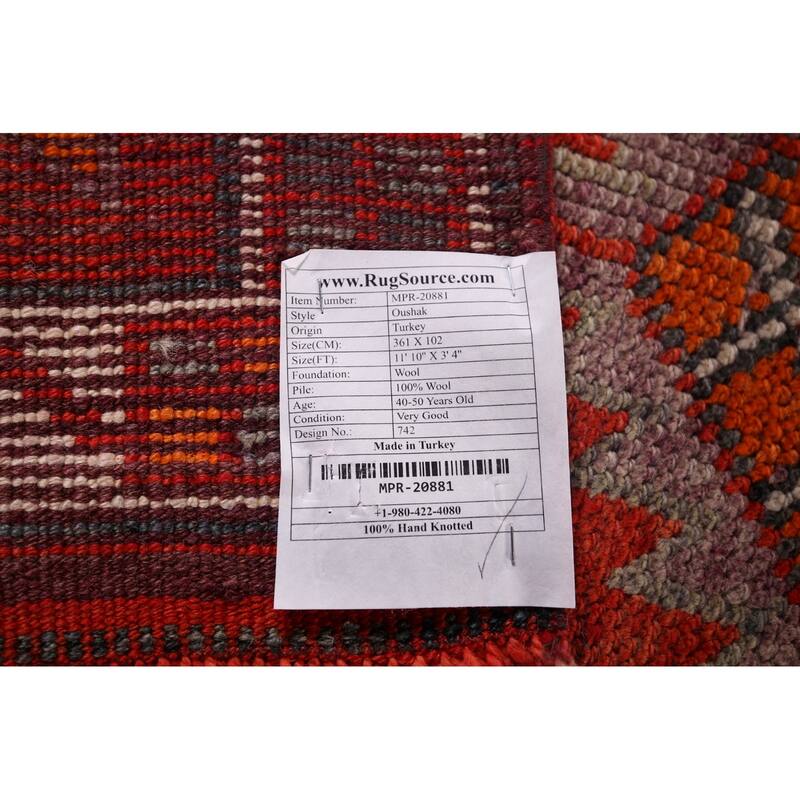 www.RugSource.com
Item Number: MPR-20881
Style Oushak
Origin Turkey
Size(CM): 361 X 102
Size(FT): 11' 10" X 3' 4"
Foundation: Wool
Pile: 100% Wool
Age: 40-50 Years Old
Condition: Very Good
Design No.: 742
Made in Turkey
MPR-20881
+1-980-422-4080
100% Hand Knotted